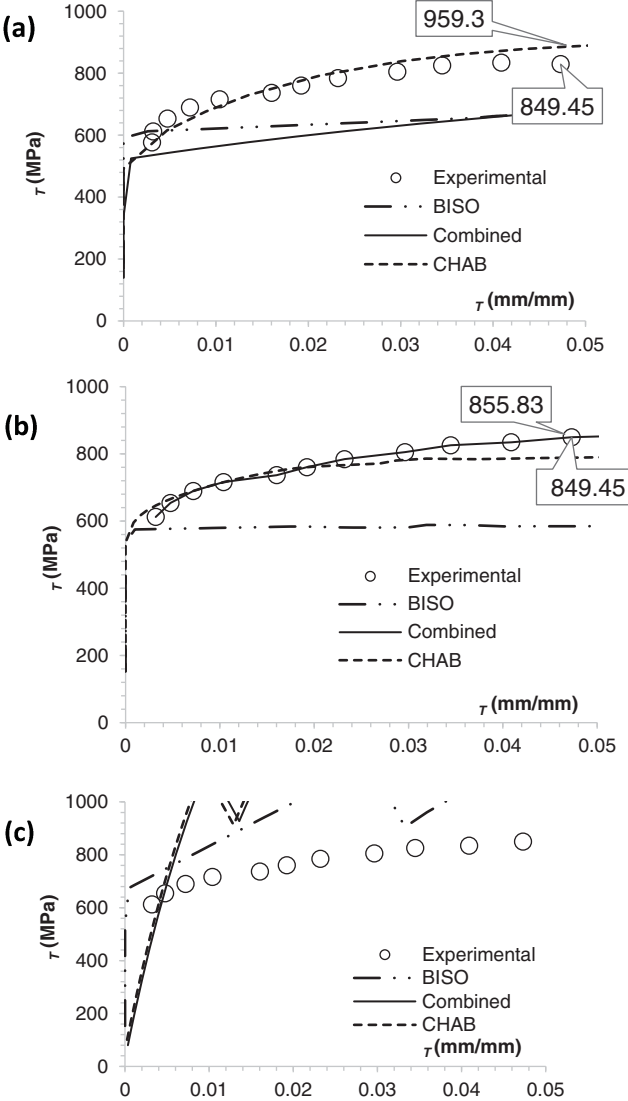 (a)
1000
959.3
800
849.45
600
τ (MPa)
400
Experimental
BISO
200
Combined
CHAB
τ (mm/mm)
0
0 0.01 0.02 0.03 0.04 0.05
(b)
1000
855.83
800
849.45
600
τ (MPa)
400
Experimental
BISO
200
Combined
CHAB
τ (mm/mm)
0
0 0.01 0.02 0.03 0.04 0.05
(c)
1000
800
600
τ (MPa)
400
Experimental
BISO
200
Combined
CHAB
τ (mm/mm)
0
0 0.01 0.02 0.03 0.04 0.05